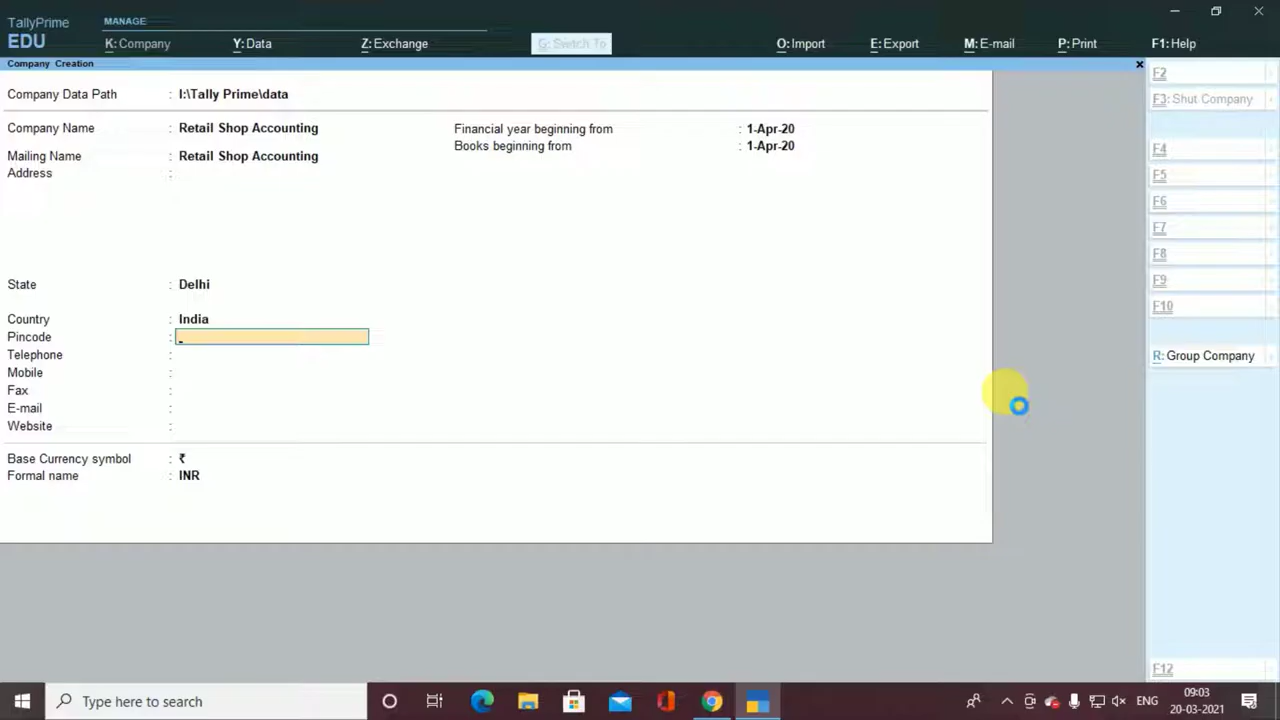 TallyPrime
EDU
MANAGE
K: Company
Y: Data
Z: Exchange
G: Switch To
O: Import
E: Export
M: E-mail
P: Print
F1: Help
Company Creation
Company Data Path : I:\Tally Prime\data
Company Name : Retail Shop Accounting
Mailing Name : Retail Shop Accounting
Address :
Financial year beginning from : 1-Apr-20
Books beginning from : 1-Apr-20
State : Delhi
Country : India
Pincode :
Telephone :
Mobile :
Fax :
E-mail :
Website :
Base Currency symbol : ₹
Formal name : INR
F2
F3: Shut Company
F4
F5
F6
F7
F8
F9
F10
R: Group Company
F12
Type here to search
ENG
09:03
20-03-2021